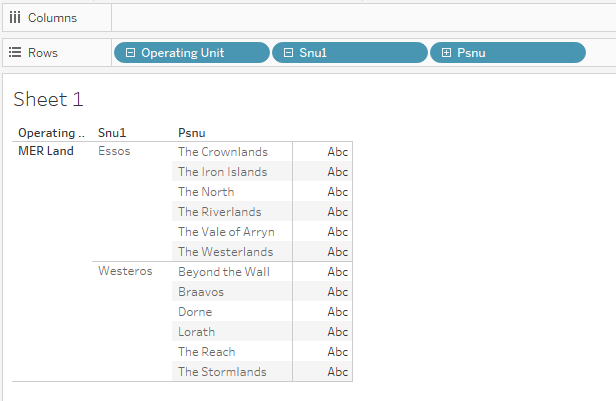 Columns
Rows Operating Unit Snu1 Psnu
Sheet 1
Operating .. Snu1 Psnu
MER Land Essos The Crownlands Abc
The Iron Islands Abc
The North Abc
The Riverlands Abc
The Vale of Arryn Abc
The Westerlands Abc
Westeros Beyond the Wall Abc
Braavos Abc
Dorne Abc
Lorath Abc
The Reach Abc
The Stormlands Abc